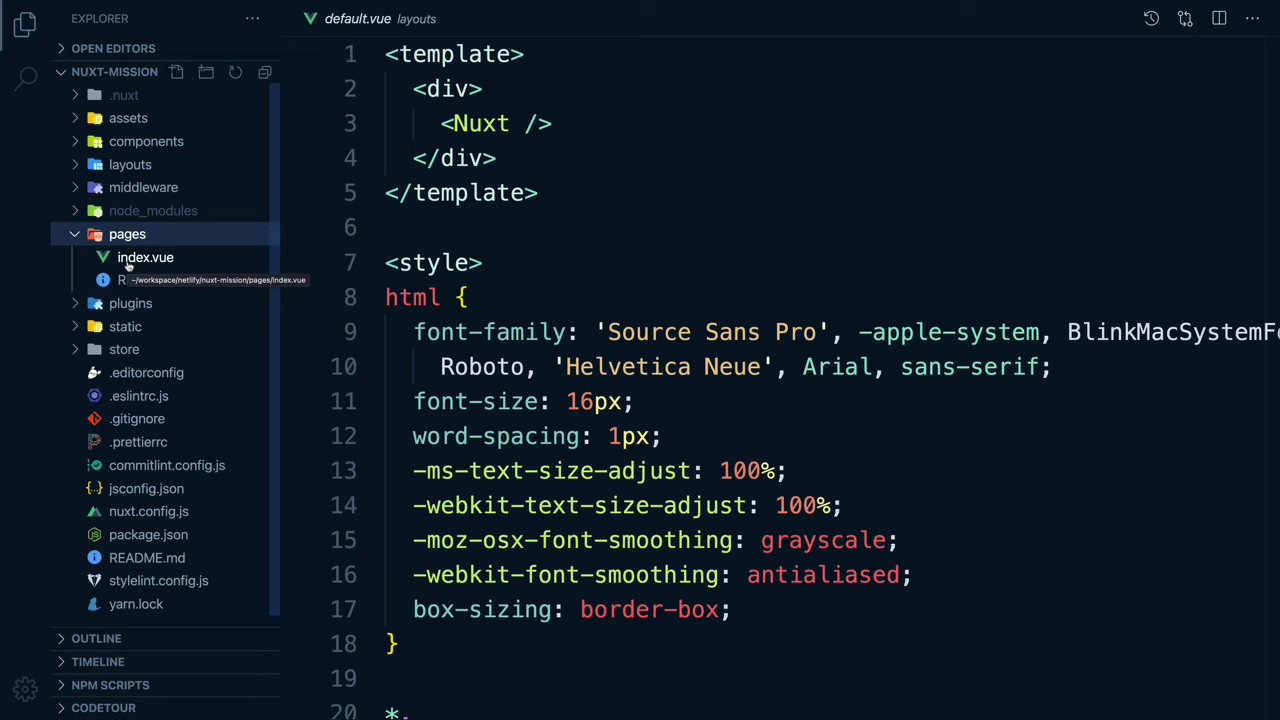 EXPLORER
OPEN EDITORS
NUXT-MISSION
.nuxt
assets
components
layouts
middleware
node_modules
pages
index.vue
R
~/workspace/netlify/nuxt-mission/pages/index.vue
plugins
static
store
.editorconfig
.eslintrc.js
.gitignore
.prettierrc
commitlint.config.js
jsconfig.json
nuxt.config.js
package.json
README.md
stylelint.config.js
yarn.lock
OUTLINE
TIMELINE
NPM SCRIPTS
CODETOUR
default.vue layouts
1 <template>
2 <div>
3 <Nuxt />
4 </div>
5 </template>
6
7 <style>
8 html {
9 font-family: 'Source Sans Pro', -apple-system, BlinkMacSystemFo
10 Roboto, 'Helvetica Neue', Arial, sans-serif;
11 font-size: 16px;
12 word-spacing: 1px;
13 -ms-text-size-adjust: 100%;
14 -webkit-text-size-adjust: 100%;
15 -moz-osx-font-smoothing: grayscale;
16 -webkit-font-smoothing: antialiased;
17 box-sizing: border-box;
18 }
19
20 *,